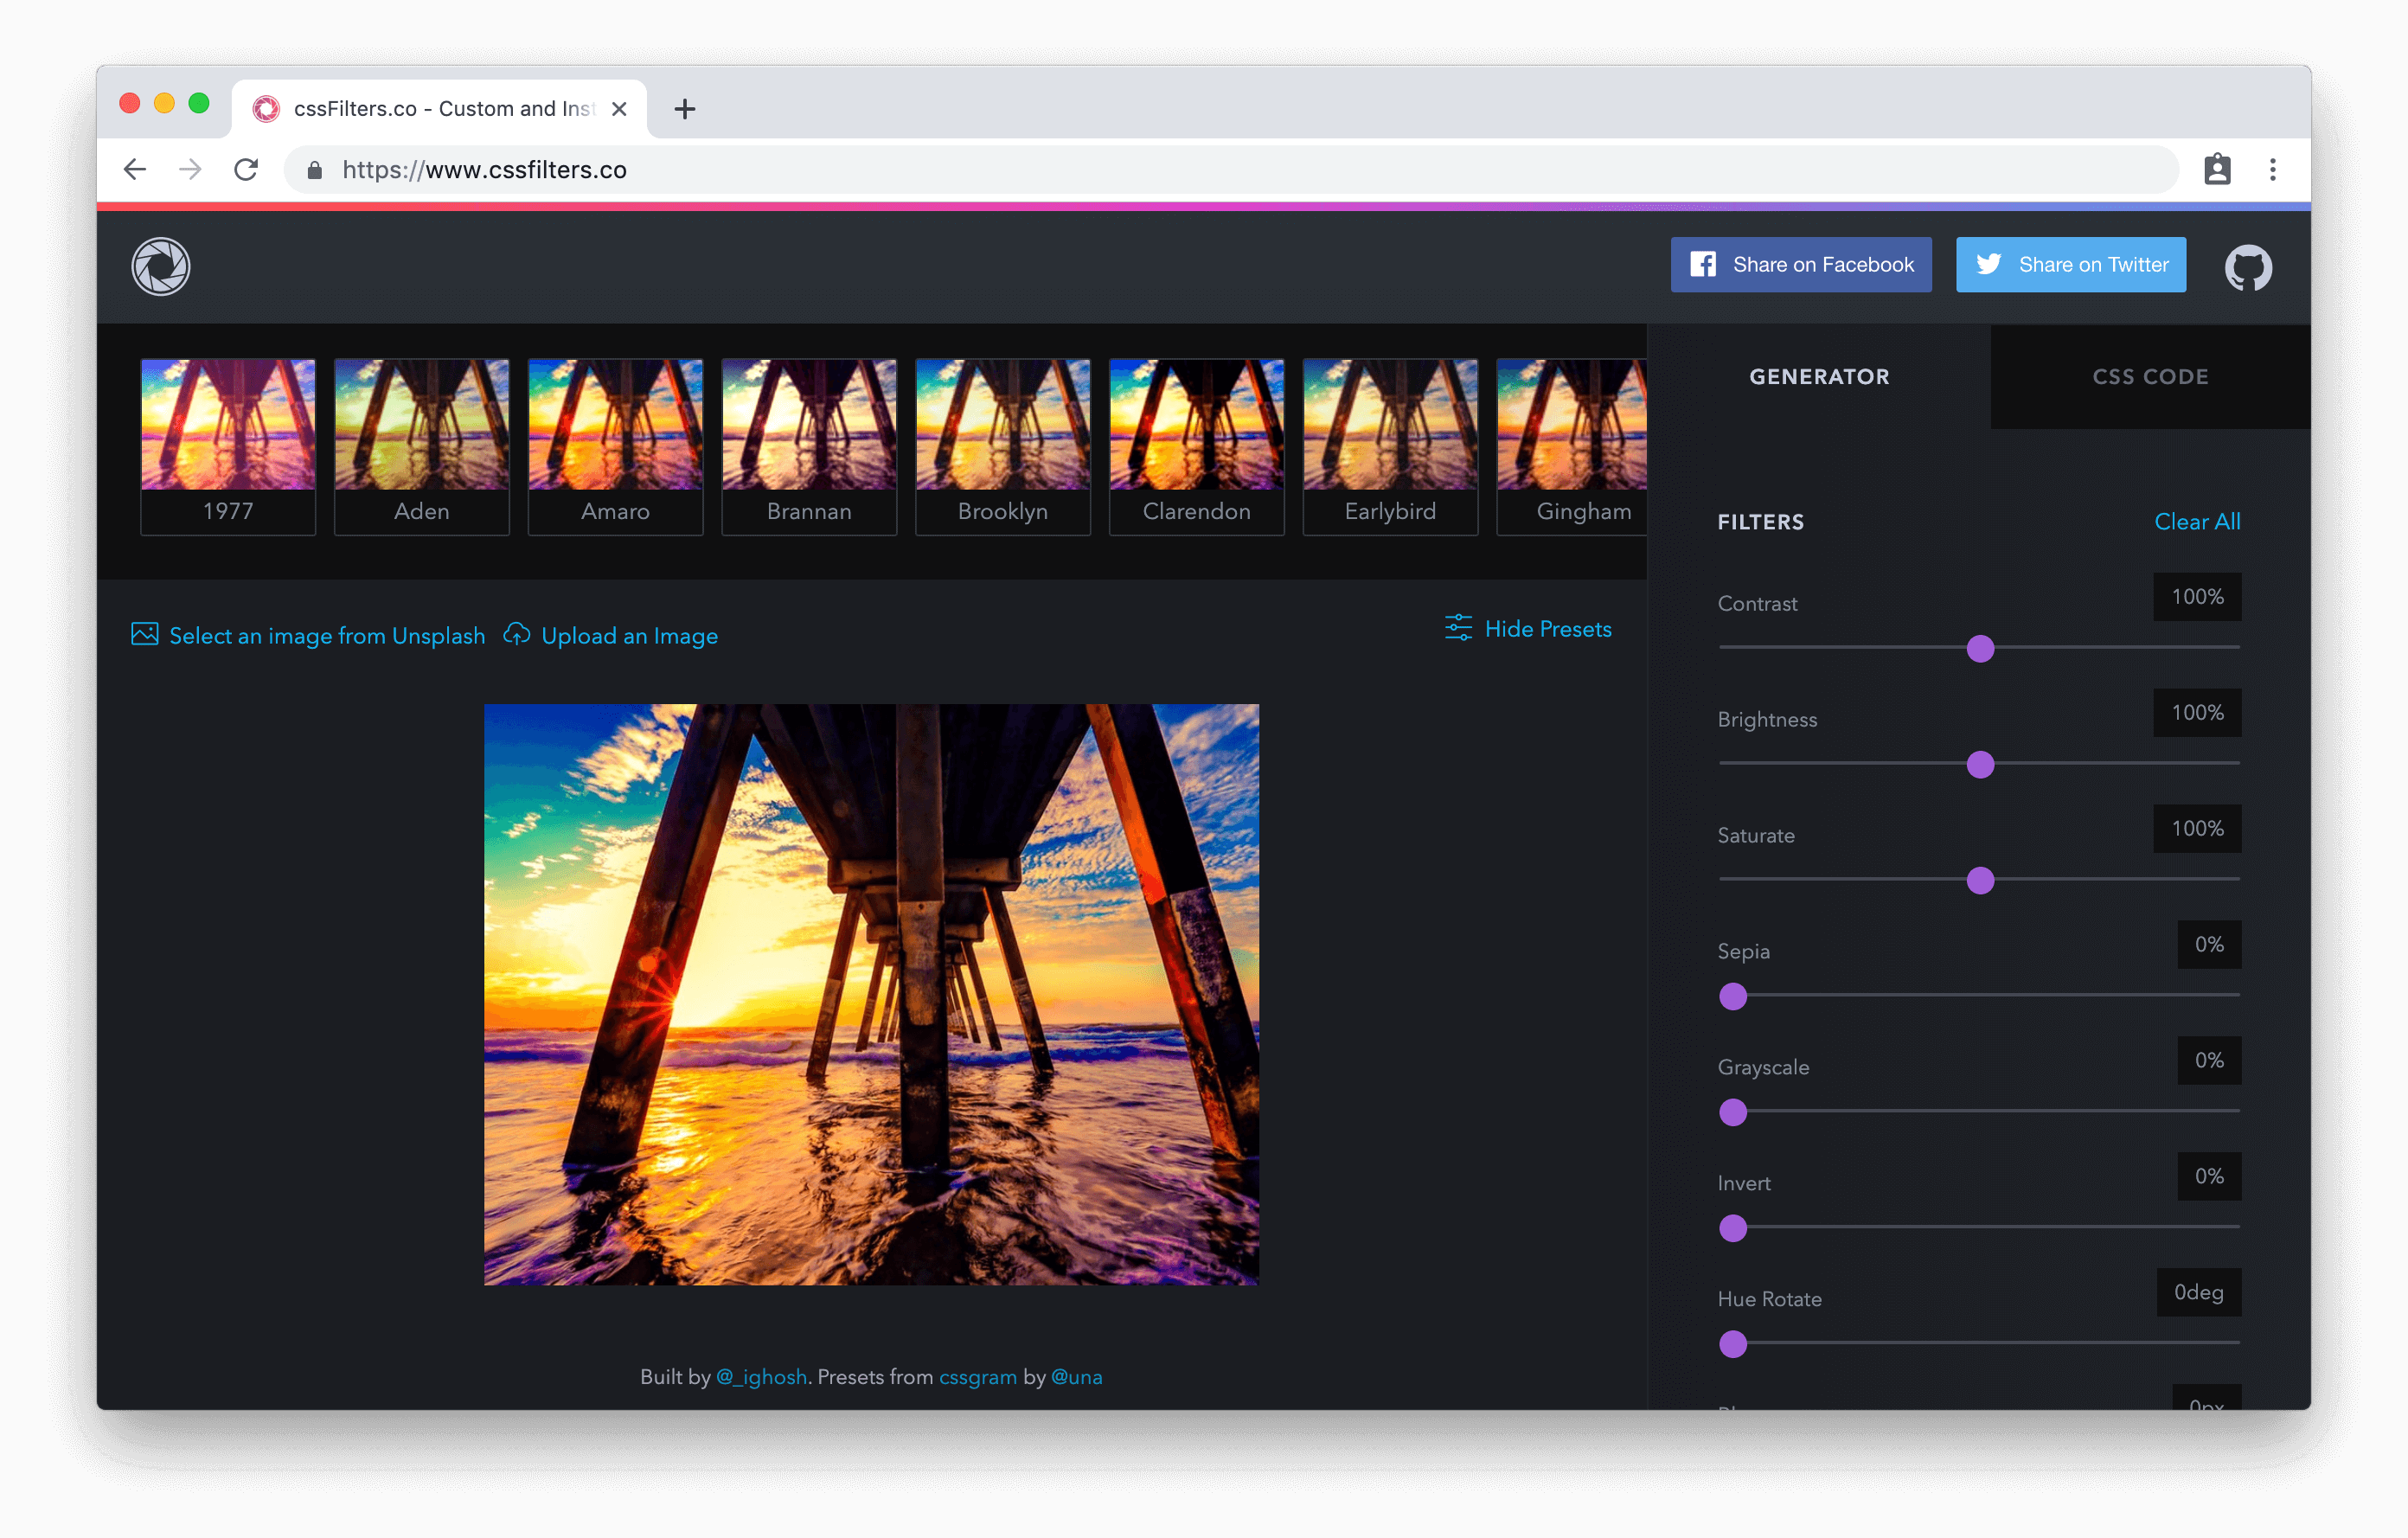 cssFilters.co - Custom and Inst
https://www.cssfilters.co
Share on Facebook
Share on Twitter
1977
Aden
Amaro
Brannan
Brooklyn
Clarendon
Earlybird
Gingham
GENERATOR
CSS CODE
Select an image from Unsplash
Upload an Image
Hide Presets
FILTERS
Clear All
Contrast
100%
Brightness
100%
Saturate
100%
Sepia
0%
Grayscale
0%
Invert
0%
Hue Rotate
0deg
0px
Built by @_ighosh. Presets from cssgram by @una